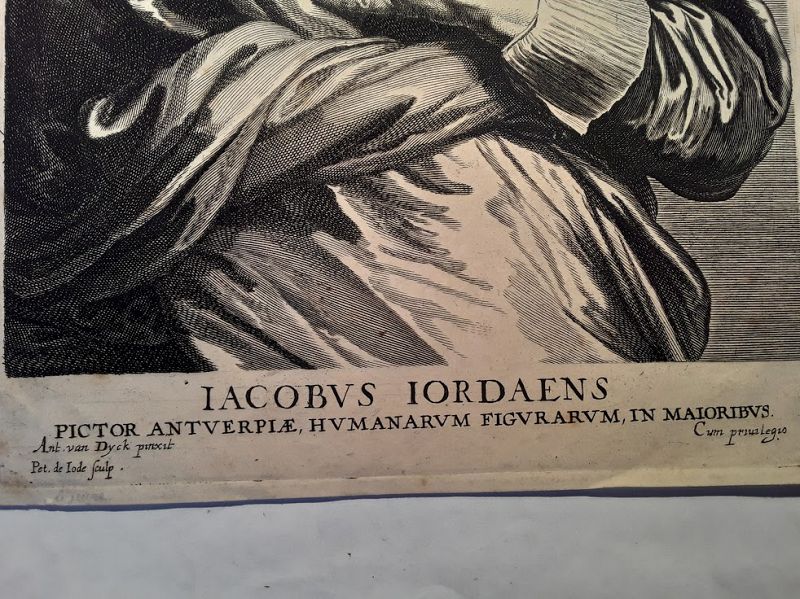 IACOBVS IORDAENS
PICTOR ANTVERPIÆ, HVMANARVM FIGVRARVM, IN MAIORIBVS.
Ant. van Dyck pinxit
Cum priuilegio
Pet. de Iode ſculp.